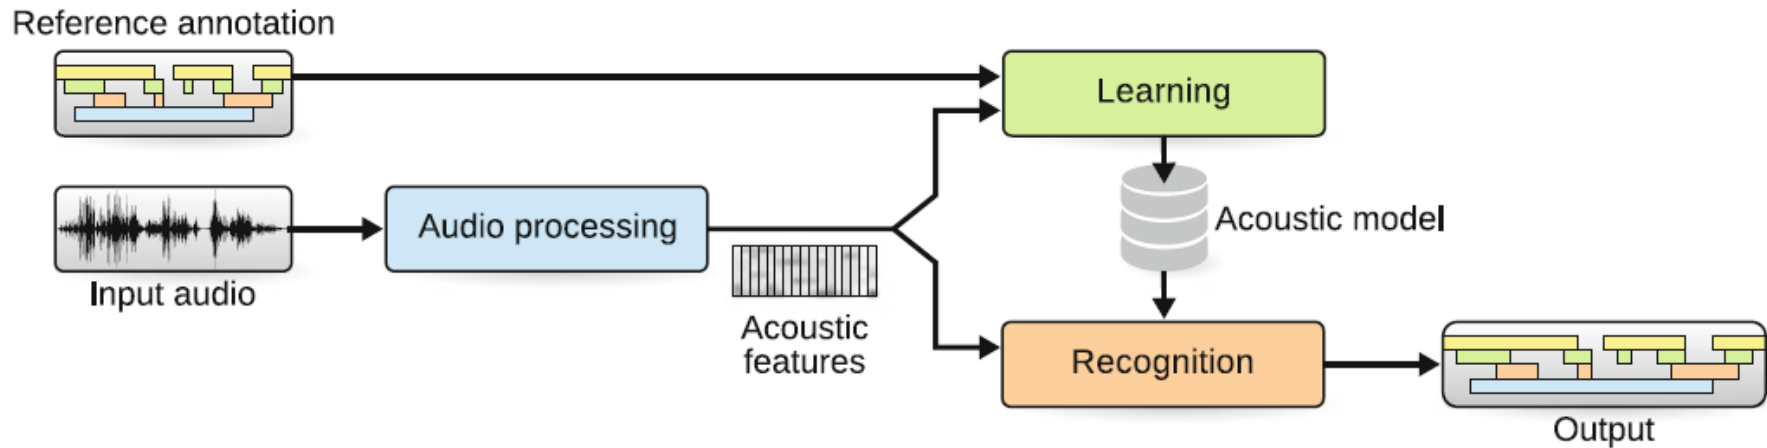 Reference annotation
Learning
Audio processing
Acoustic model
Input audio
Acoustic
features
Recognition
Output